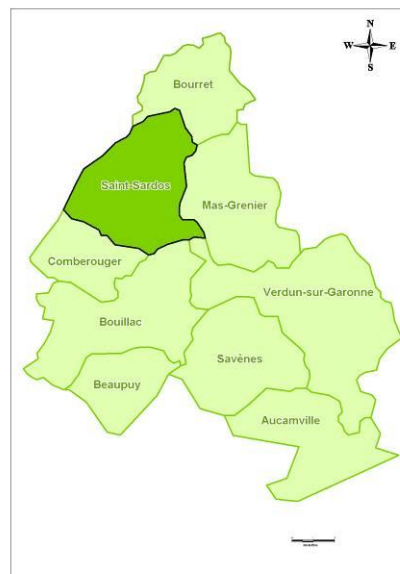 N
W E
S
Bourret
Saint-Sardos
Mas-Grenier
Comberouger
Verdun-sur-Garonne
Bouillac
Savènes
Beaupuy
Aucamville